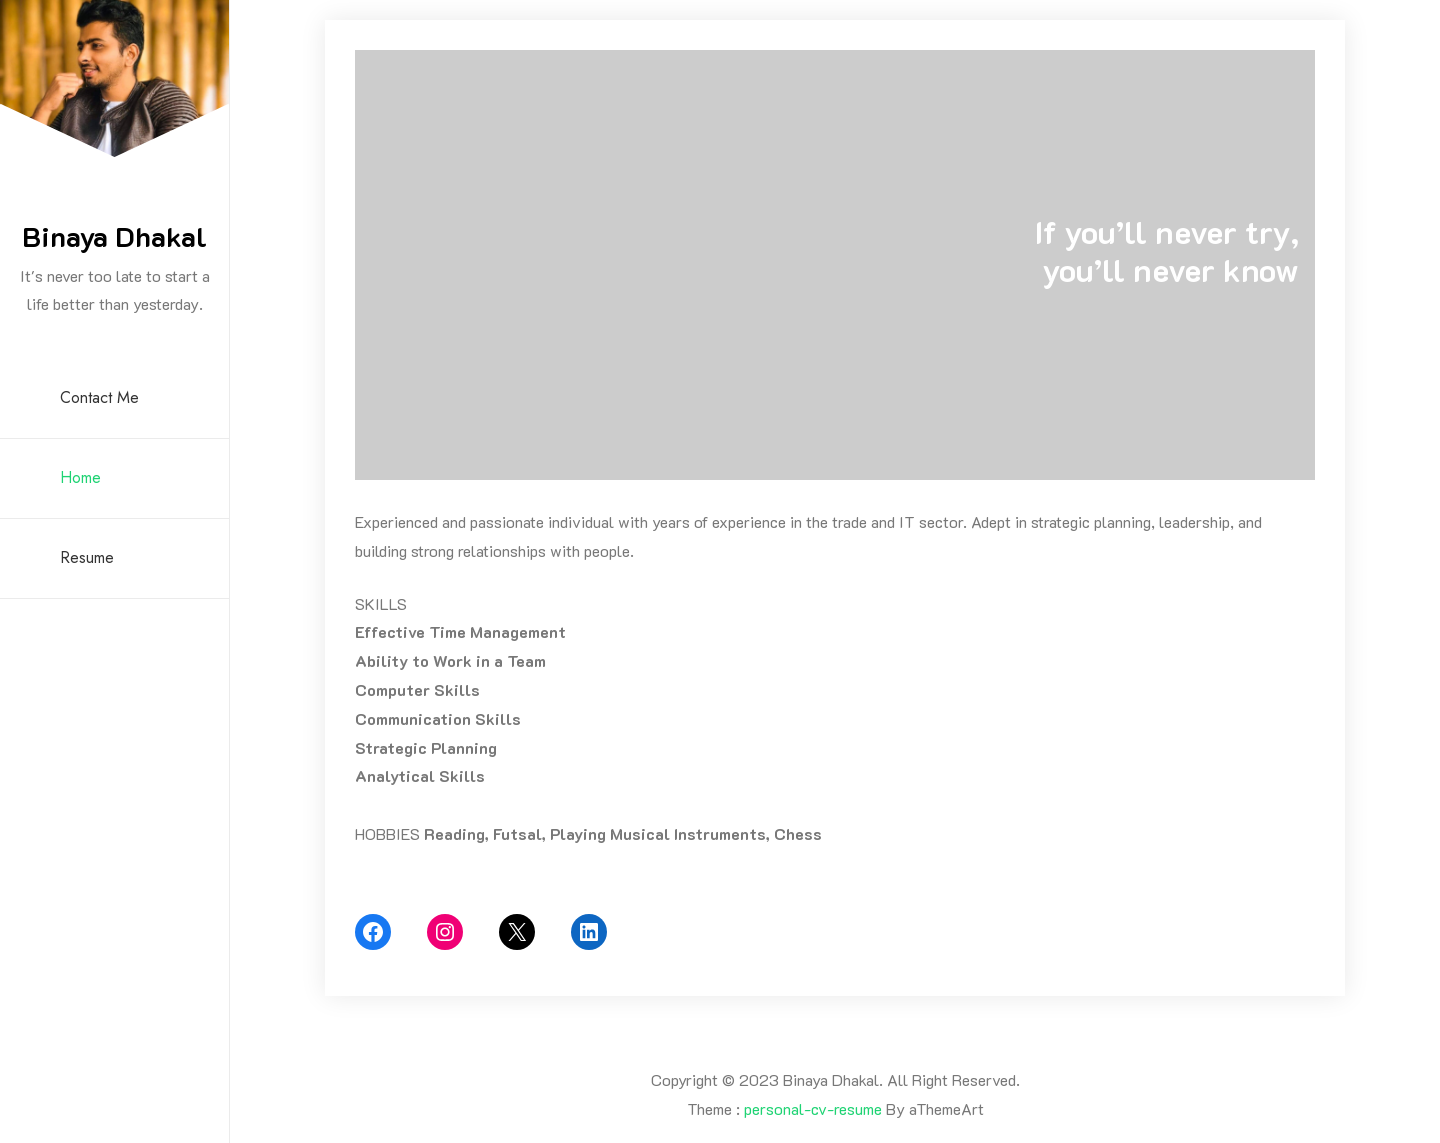 Binaya Dhakal
It's never too late to start a
life better than yesterday.
Contact Me
Home
Resume
If you’ll never try,
you’ll never know
Experienced and passionate individual with years of experience in the trade and IT sector. Adept in strategic planning, leadership, and
building strong relationships with people.
SKILLS
Effective Time Management
Ability to Work in a Team
Computer Skills
Communication Skills
Strategic Planning
Analytical Skills
HOBBIES Reading, Futsal, Playing Musical Instruments, Chess
Copyright © 2023 Binaya Dhakal. All Right Reserved.
Theme : personal-cv-resume By aThemeArt